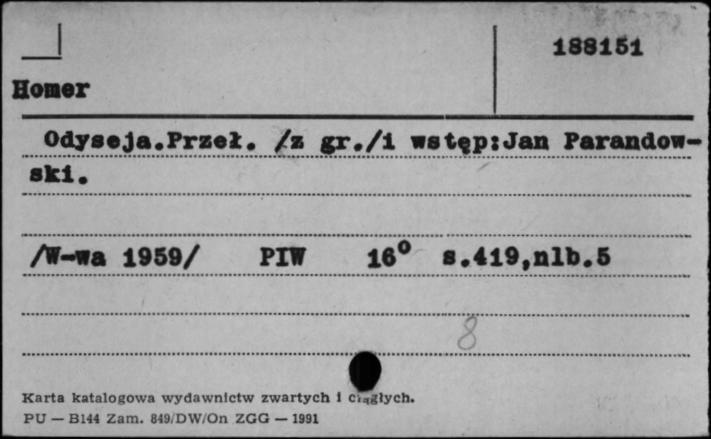 188151
Homer
Odyseja.Przeł. /z gr./i wstęp:Jan Parandow-
ski.
/W-wa 1959/ PIW 16° s.419,nlb.5
8
Karta katalogowa wydawnictw zwartych i ciągłych.
PU — B144 Zam. 849/DW/On ZGG — 1991